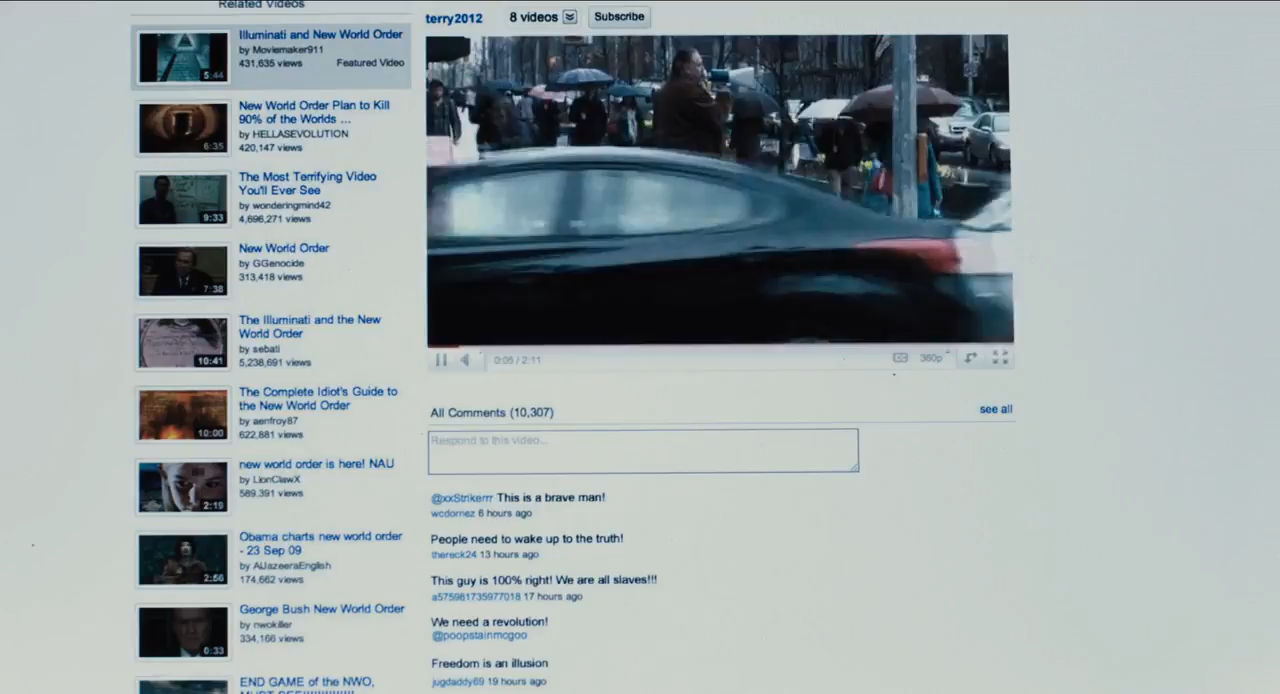 Related Videos
Illuminati and New World Order
by Moviemaker911
431,635 views Featured Video
5:44
New World Order Plan to Kill
90% of the Worlds ...
by HELLASEVOLUTION
420,147 views
6:35
The Most Terrifying Video
You'll Ever See
by wonderingmind42
4,696,271 views
9:33
New World Order
by GGenocide
313,418 views
7:38
The Illuminati and the New
World Order
by sebati
5,238,691 views
10:41
The Complete Idiot's Guide to
the New World Order
by aenfroy87
622,881 views
10:00
new world order is here! NAU
by LionClawX
589,391 views
2:19
Obama charts new world order
- 23 Sep 09
by AlJazeeraEnglish
174,662 views
2:56
George Bush New World Order
by nwokiller
334,166 views
0:33
END GAME of the NWO,
terry2012 8 videos Subscribe
0:05 / 2:11 CC 360p
All Comments (10,307) see all
Respond to this video...
@xxStrikerrr This is a brave man!
wcdomez 6 hours ago
People need to wake up to the truth!
thereck24 13 hours ago
This guy is 100% right! We are all slaves!!!
a575981735977018 17 hours ago
We need a revolution!
@poopstainmcgoo
Freedom is an illusion
jugdaddy69 19 hours ago